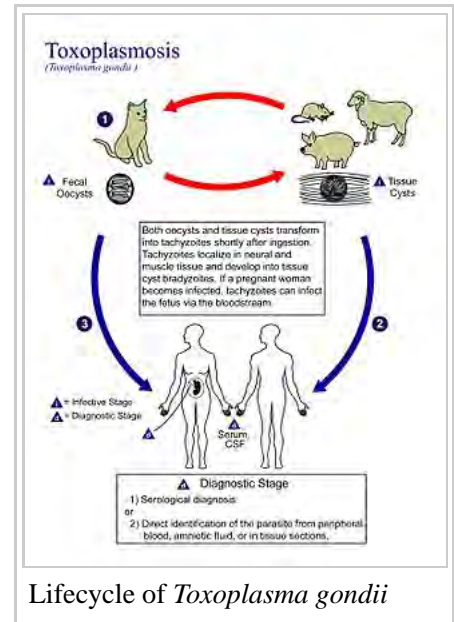 Toxoplasmosis
(Toxoplasma gondii)
1
Fecal
Oocysts
Tissue
Cysts
Both oocysts and tissue cysts transform
into tachyzoites shortly after ingestion.
Tachyzoites localize in neural and
muscle tissue and develop into tissue
cyst bradyzoites. If a pregnant woman
becomes infected, tachyzoites can infect
the fetus via the bloodstream.
3
2
i = Infective Stage
d = Diagnostic Stage
Serum,
CSF
d Diagnostic Stage
1) Serological diagnosis
or
2) Direct identification of the parasite from peripheral
blood, amniotic fluid, or in tissue sections.
Lifecycle of Toxoplasma gondii